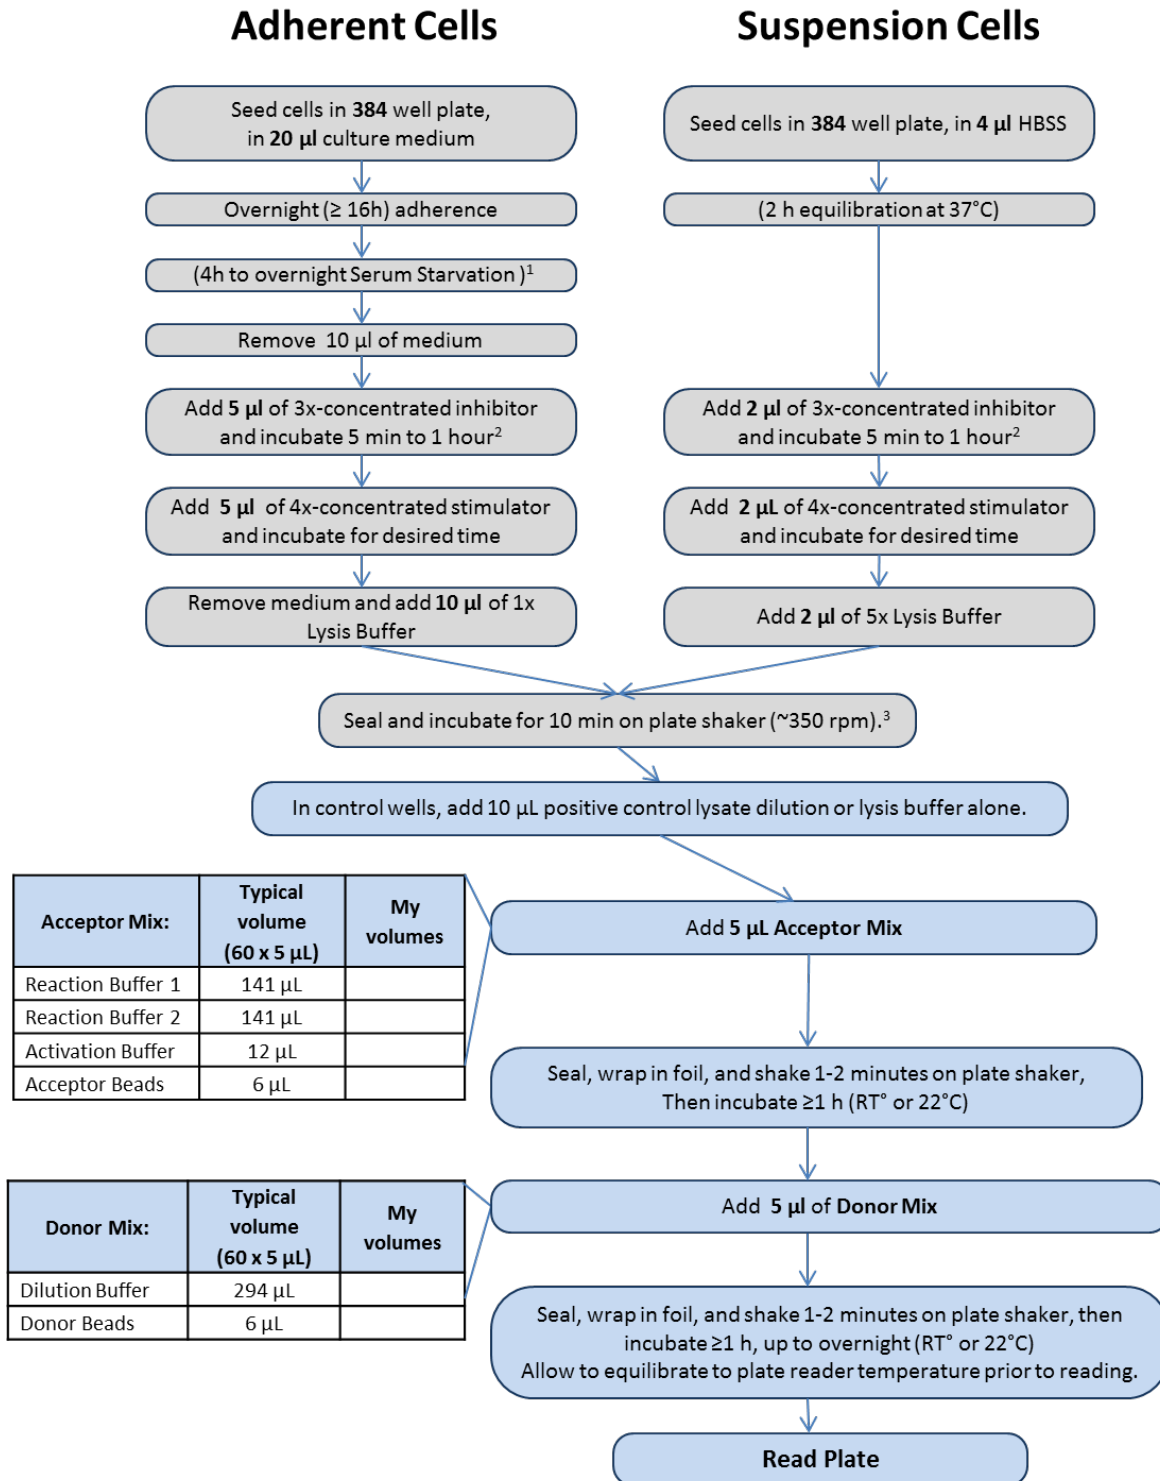 Adherent Cells
Seed cells in 384 well plate,
in 20 µl culture medium
Overnight (≥ 16h) adherence
(4h to overnight Serum Starvation )¹
Remove 10 µl of medium
Add 5 µl of 3x-concentrated inhibitor
and incubate 5 min to 1 hour²
Add 5 µl of 4x-concentrated stimulator
and incubate for desired time
Remove medium and add 10 µl of 1x
Lysis Buffer
Suspension Cells
Seed cells in 384 well plate, in 4 µl HBSS
(2 h equilibration at 37°C)
Add 2 µl of 3x-concentrated inhibitor
and incubate 5 min to 1 hour²
Add 2 µL of 4x-concentrated stimulator
and incubate for desired time
Add 2 µl of 5x Lysis Buffer
Seal and incubate for 10 min on plate shaker (~350 rpm).³
In control wells, add 10 µL positive control lysate dilution or lysis buffer alone.
Acceptor Mix:
Typical
volume
(60 x 5 µL)
My
volumes
Reaction Buffer 1 141 µL
Reaction Buffer 2 141 µL
Activation Buffer 12 µL
Acceptor Beads 6 µL
Add 5 µL Acceptor Mix
Seal, wrap in foil, and shake 1-2 minutes on plate shaker,
Then incubate ≥1 h (RT° or 22°C)
Donor Mix:
Typical
volume
(60 x 5 µL)
My
volumes
Dilution Buffer 294 µL
Donor Beads 6 µL
Add 5 µl of Donor Mix
Seal, wrap in foil, and shake 1-2 minutes on plate shaker, then
incubate ≥1 h, up to overnight (RT° or 22°C)
Allow to equilibrate to plate reader temperature prior to reading.
Read Plate